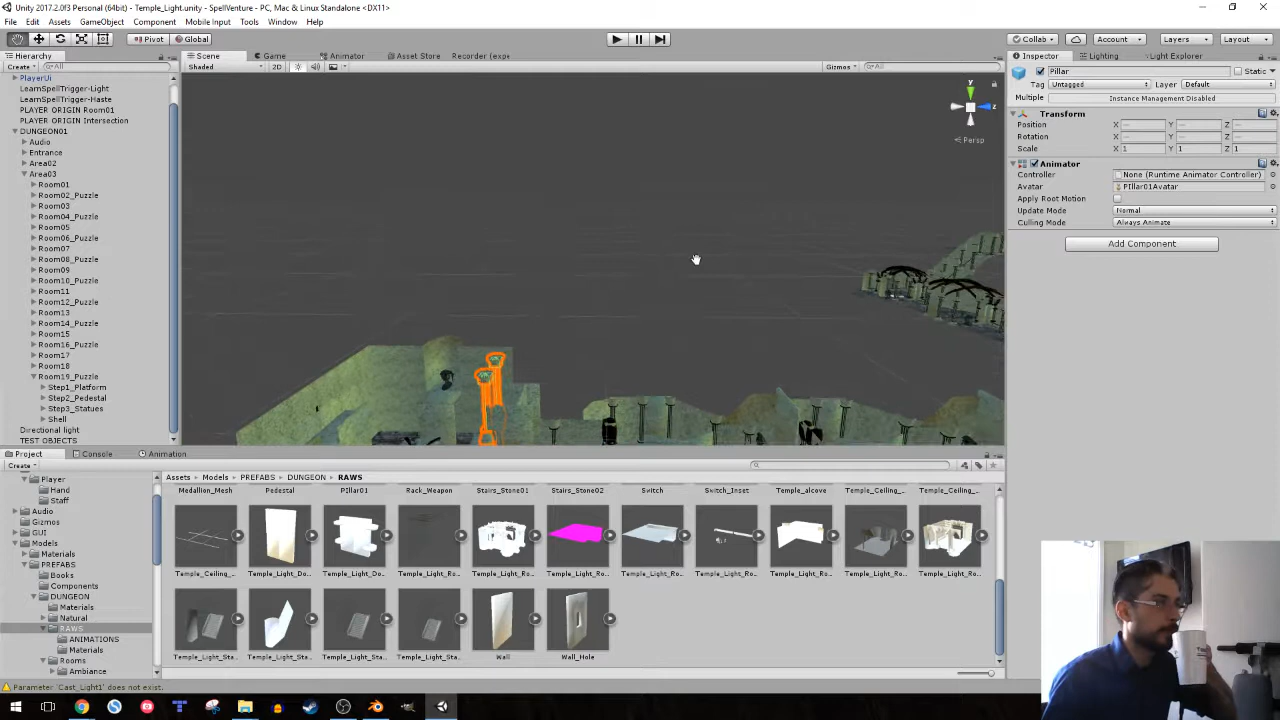 Unity 2017.2.0f3 Personal (64bit) - Temple_Light.unity - SpellVenture - PC, Mac & Linux Standalone <DX11>
File Edit Assets GameObject Component Mobile Input Tools Window Help
Pivot Global Collab Account Layers Layout
Hierarchy Scene Game Animator Asset Store Recorder (expe Inspector Lighting Light Explorer
Create All Shaded 2D Gizmos All
PlayerUi
LearnSpellTrigger-Light
LearnSpellTrigger-Haste
PLAYER ORIGIN Room01
PLAYER ORIGIN Intersection
DUNGEON01
Audio
Entrance
Area02
Area03
Room01
Room02_Puzzle
Room03
Room04_Puzzle
Room05
Room06_Puzzle
Room07
Room08_Puzzle
Room09
Room10_Puzzle
Room11
Room12_Puzzle
Room13
Room14_Puzzle
Room15
Room16_Puzzle
Room17
Room18
Room19_Puzzle
Step1_Platform
Step2_Pedestal
Step3_Statues
Shell
Directional light
TEST OBJECTS
y
z
Persp
Pillar Static
Tag Untagged Layer Default
Multiple Instance Management Disabled
Transform
Position X — Y — Z —
Rotation X — Y — Z —
Scale X 1 Y 1 Z 1
Animator
Controller None (Runtime Animator Controller)
Avatar PIllar01Avatar
Apply Root Motion
Update Mode Normal
Culling Mode Always Animate
Add Component
Project Console Animation
Create
Assets Models PREFABS DUNGEON RAWS
Player
Hand
Staff
Audio
Gizmos
GUI
Models
Materials
PREFABS
Books
Components
DUNGEON
Materials
Natural
RAWS
ANIMATIONS
Materials
Rooms
Ambiance
Medallion_Mesh Pedestal PIllar01 Rack_Weapon Stairs_Stone01 Stairs_Stone02 Switch Switch_Inset Temple_alcove Temple_Ceiling_... Temple_Ceiling_...
Temple_Ceiling_... Temple_Light_Do... Temple_Light_Do... Temple_Light_Ro... Temple_Light_Ro... Temple_Light_Ro... Temple_Light_Ro... Temple_Light_Ro... Temple_Light_Ro... Temple_Light_Ro... Temple_Light_Ro...
Temple_Light_Sta... Temple_Light_Sta... Temple_Light_Sta... Temple_Light_Sta... Wall Wall_Hole
Parameter 'Cast_Light1' does not exist.